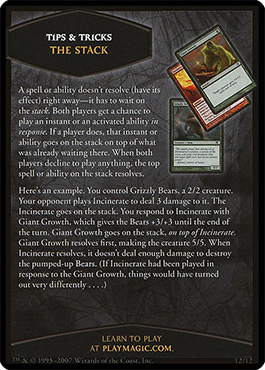 TIPS & TRICKS
THE STACK
A spell or ability doesn't resolve (have its
effect) right away—it has to wait on
the stack. Both players get a chance to
play an instant or an activated ability in
response. If a player does, that instant or
ability goes on the stack on top of what
was already waiting there. When both
players decline to play anything, the top
spell or ability on the stack resolves.
Here's an example. You control Grizzly Bears, a 2/2 creature.
Your opponent plays Incinerate to deal 3 damage to it. The
Incinerate goes on the stack. You respond to Incinerate with
Giant Growth, which gives the Bears +3/+3 until the end of
the turn. Giant Growth goes on the stack, on top of Incinerate.
Giant Growth resolves first, making the creature 5/5. When
Incinerate resolves, it doesn't deal enough damage to destroy
the pumped-up Bears. (If Incinerate had been played in
response to the Giant Growth, things would have turned
out very differently . . . .)
LEARN TO PLAY
AT PLAYMAGIC.COM.
™ & © 1993–2007 Wizards of the Coast, Inc. 12/12